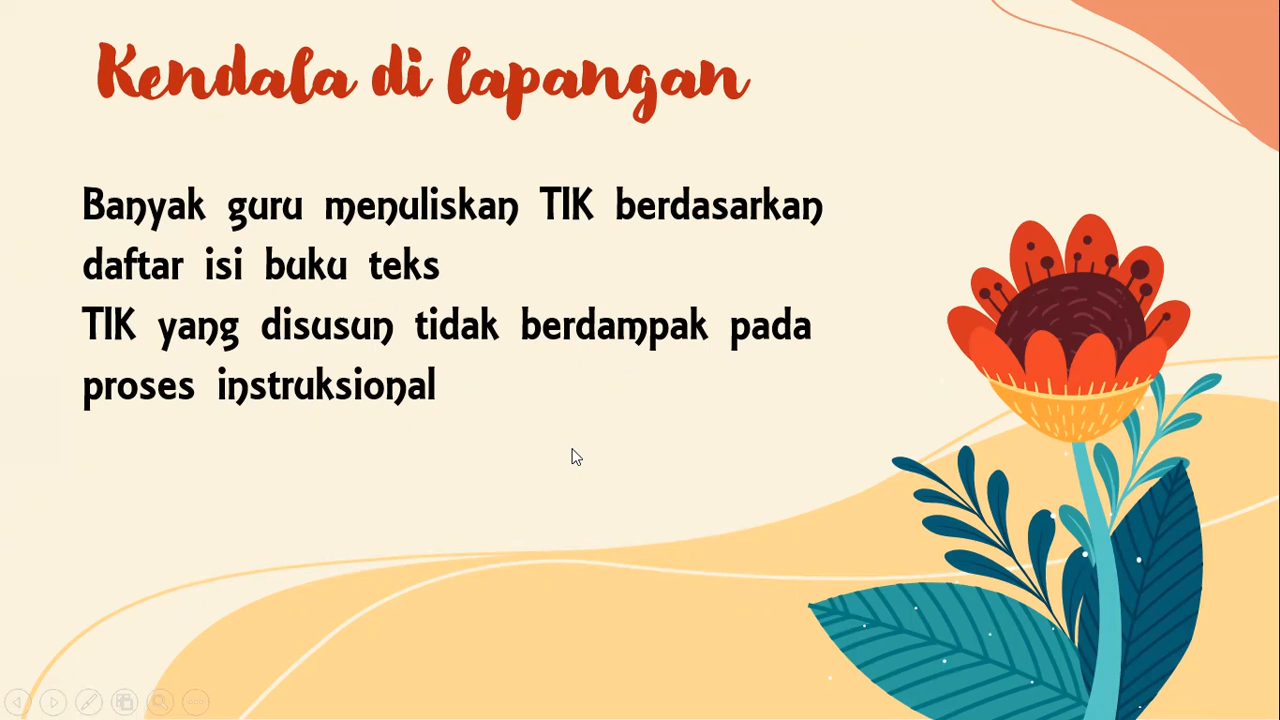 Kendala di lapangan
Banyak guru menuliskan TIK berdasarkan
daftar isi buku teks
TIK yang disusun tidak berdampak pada
proses instruksional